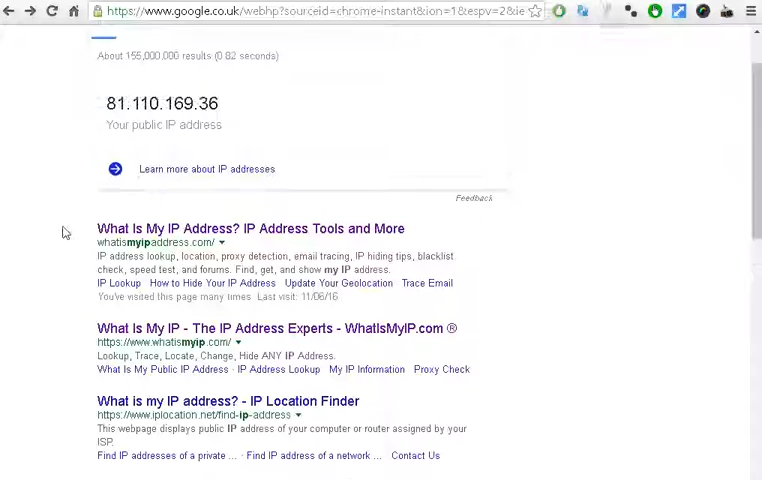 https://www.google.co.uk/webhp?sourceid=chrome-instant&ion=1&espv=2&ie
About 155,000,000 results (0.82 seconds)
81.110.169.36
Your public IP address
Learn more about IP addresses
Feedback
What Is My IP Address? IP Address Tools and More
whatismyipaddress.com/
IP address lookup, location, proxy detection, email tracing, IP hiding tips, blacklist
check, speed test, and forums. Find, get, and show my IP address.
IP Lookup How to Hide Your IP Address Update Your Geolocation Trace Email
You've visited this page many times. Last visit: 11/06/16
What Is My IP - The IP Address Experts - WhatIsMyIP.com ®
https://www.whatismyip.com/
Lookup, Trace, Locate, Change, Hide ANY IP Address.
What Is My Public IP Address · IP Address Lookup · My IP Information · Proxy Check
What is my IP address? - IP Location Finder
https://www.iplocation.net/find-ip-address
This webpage displays public IP address of your computer or router assigned by your
ISP.
Find IP addresses of a private ... · Find IP address of a network ... · Contact Us